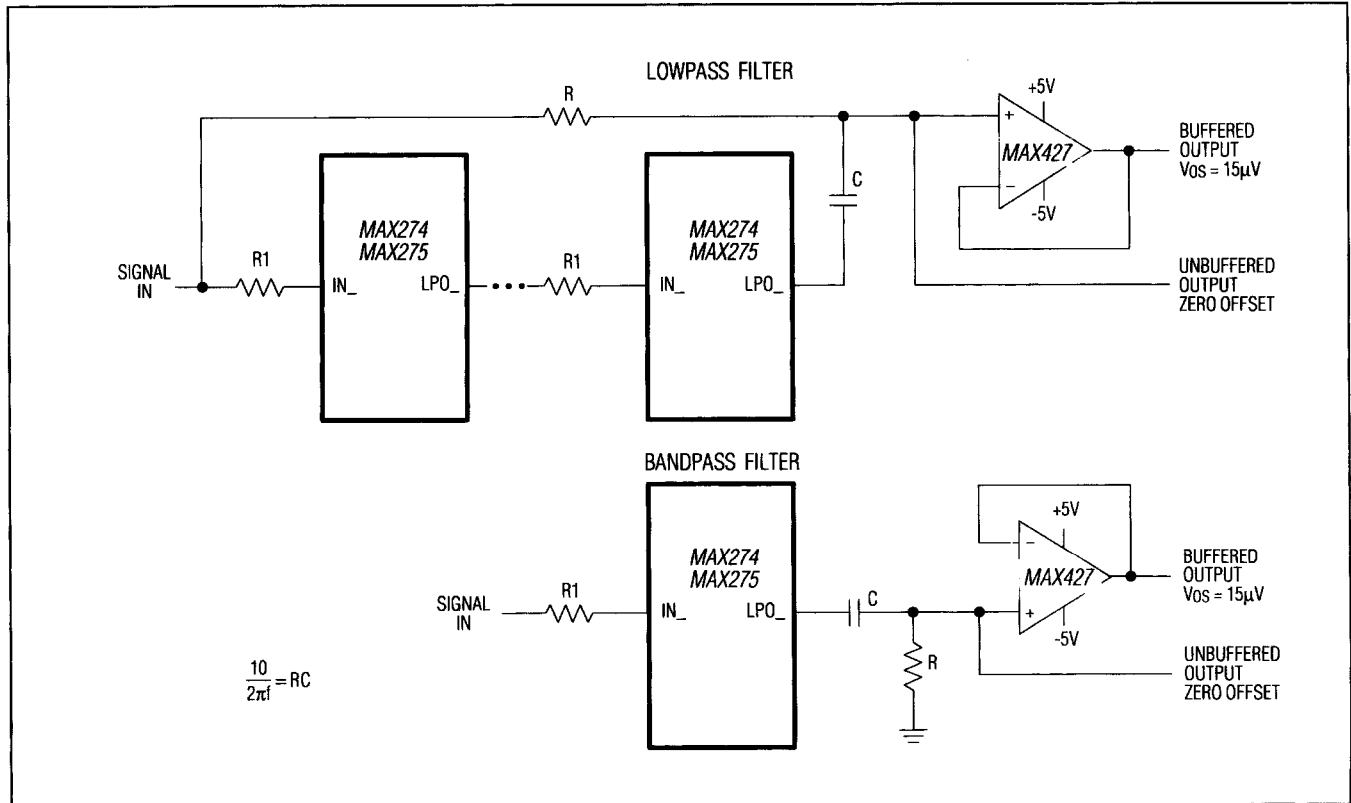 LOWPASS FILTER
R
+5V
+
MAX427
-
-5V
BUFFERED
OUTPUT
VOS = 15µV
C
MAX274
MAX275
MAX274
MAX275
SIGNAL
IN
R1
IN_
LPO_
R1
IN_
LPO_
UNBUFFERED
OUTPUT
ZERO OFFSET
BANDPASS FILTER
+5V
-
MAX427
+
-5V
BUFFERED
OUTPUT
VOS = 15µV
MAX274
MAX275
SIGNAL
IN
R1
IN_
LPO_
C
R
UNBUFFERED
OUTPUT
ZERO OFFSET
10
2πf
= RC